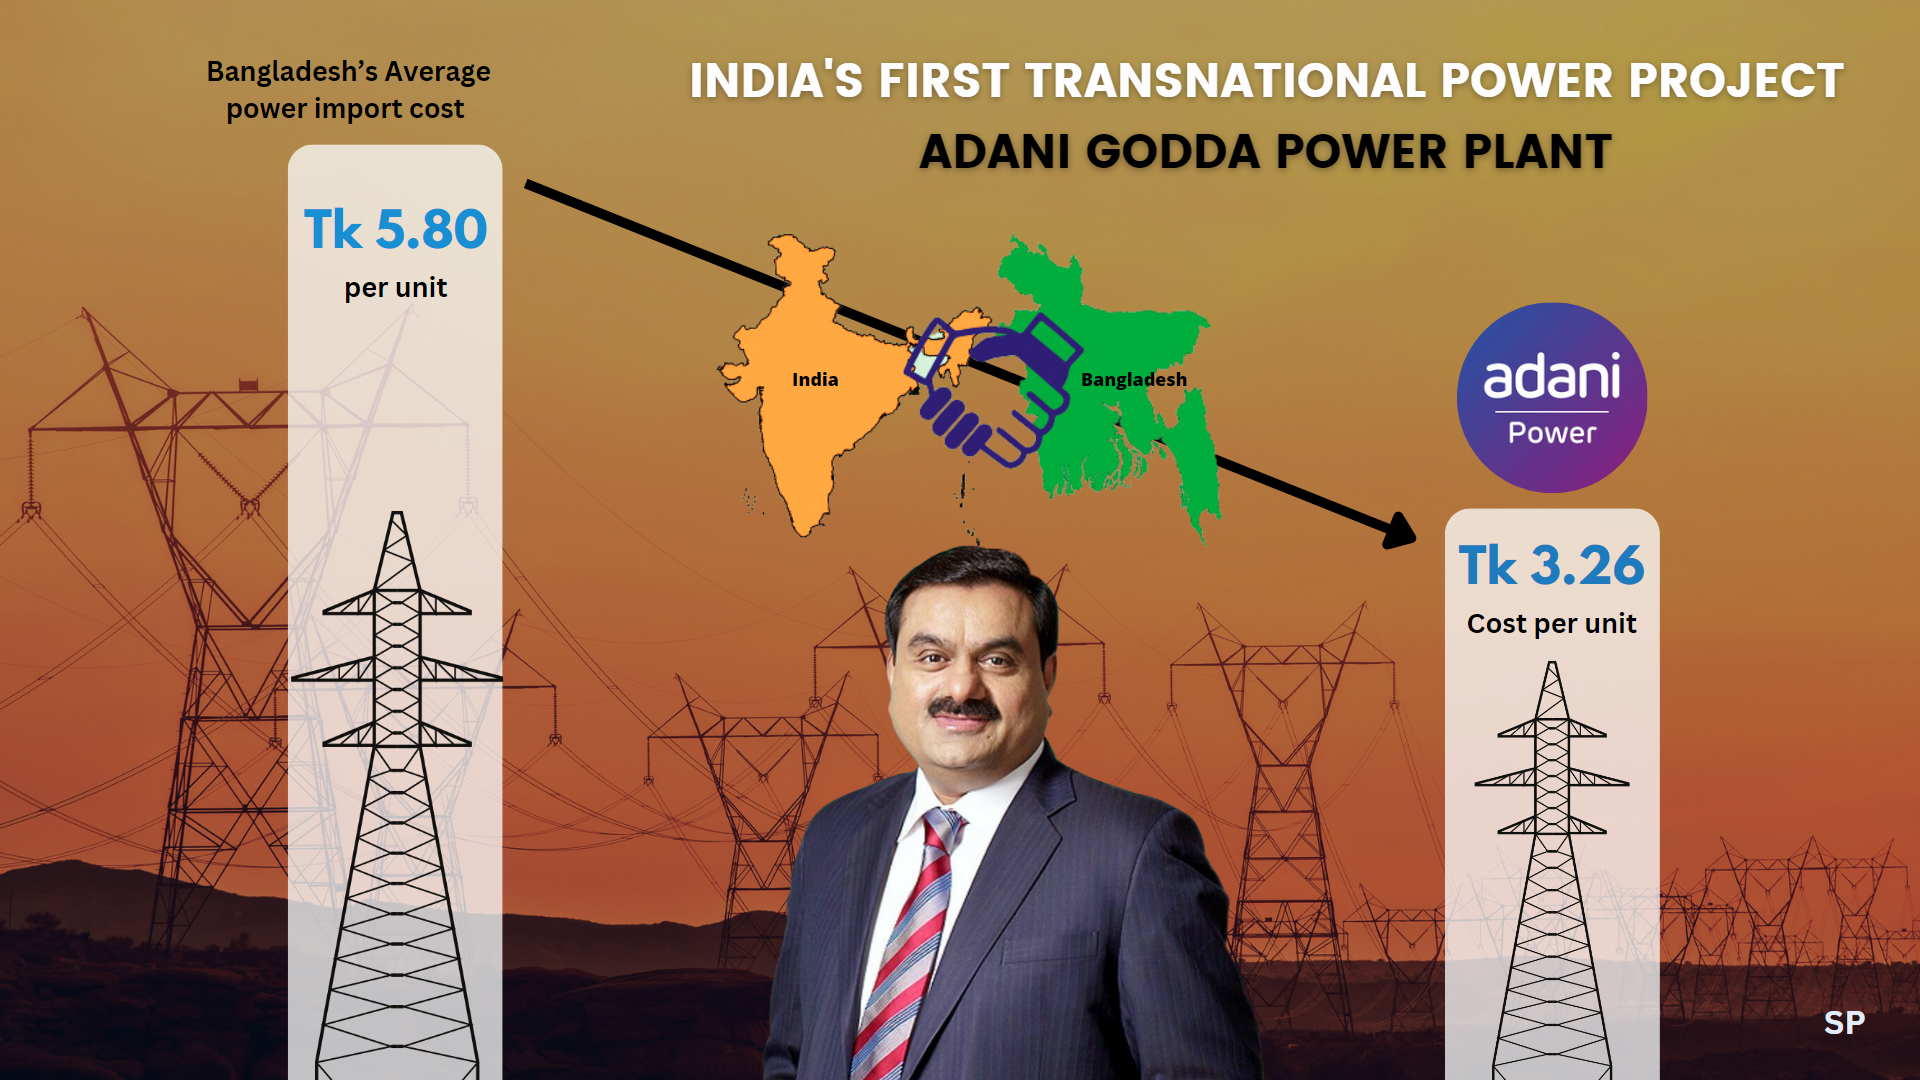 Bangladesh’s Average
power import cost
Tk 5.80
per unit
INDIA'S FIRST TRANSNATIONAL POWER PROJECT
ADANI GODDA POWER PLANT
India
Bangladesh
adani
Power
Tk 3.26
Cost per unit
SP